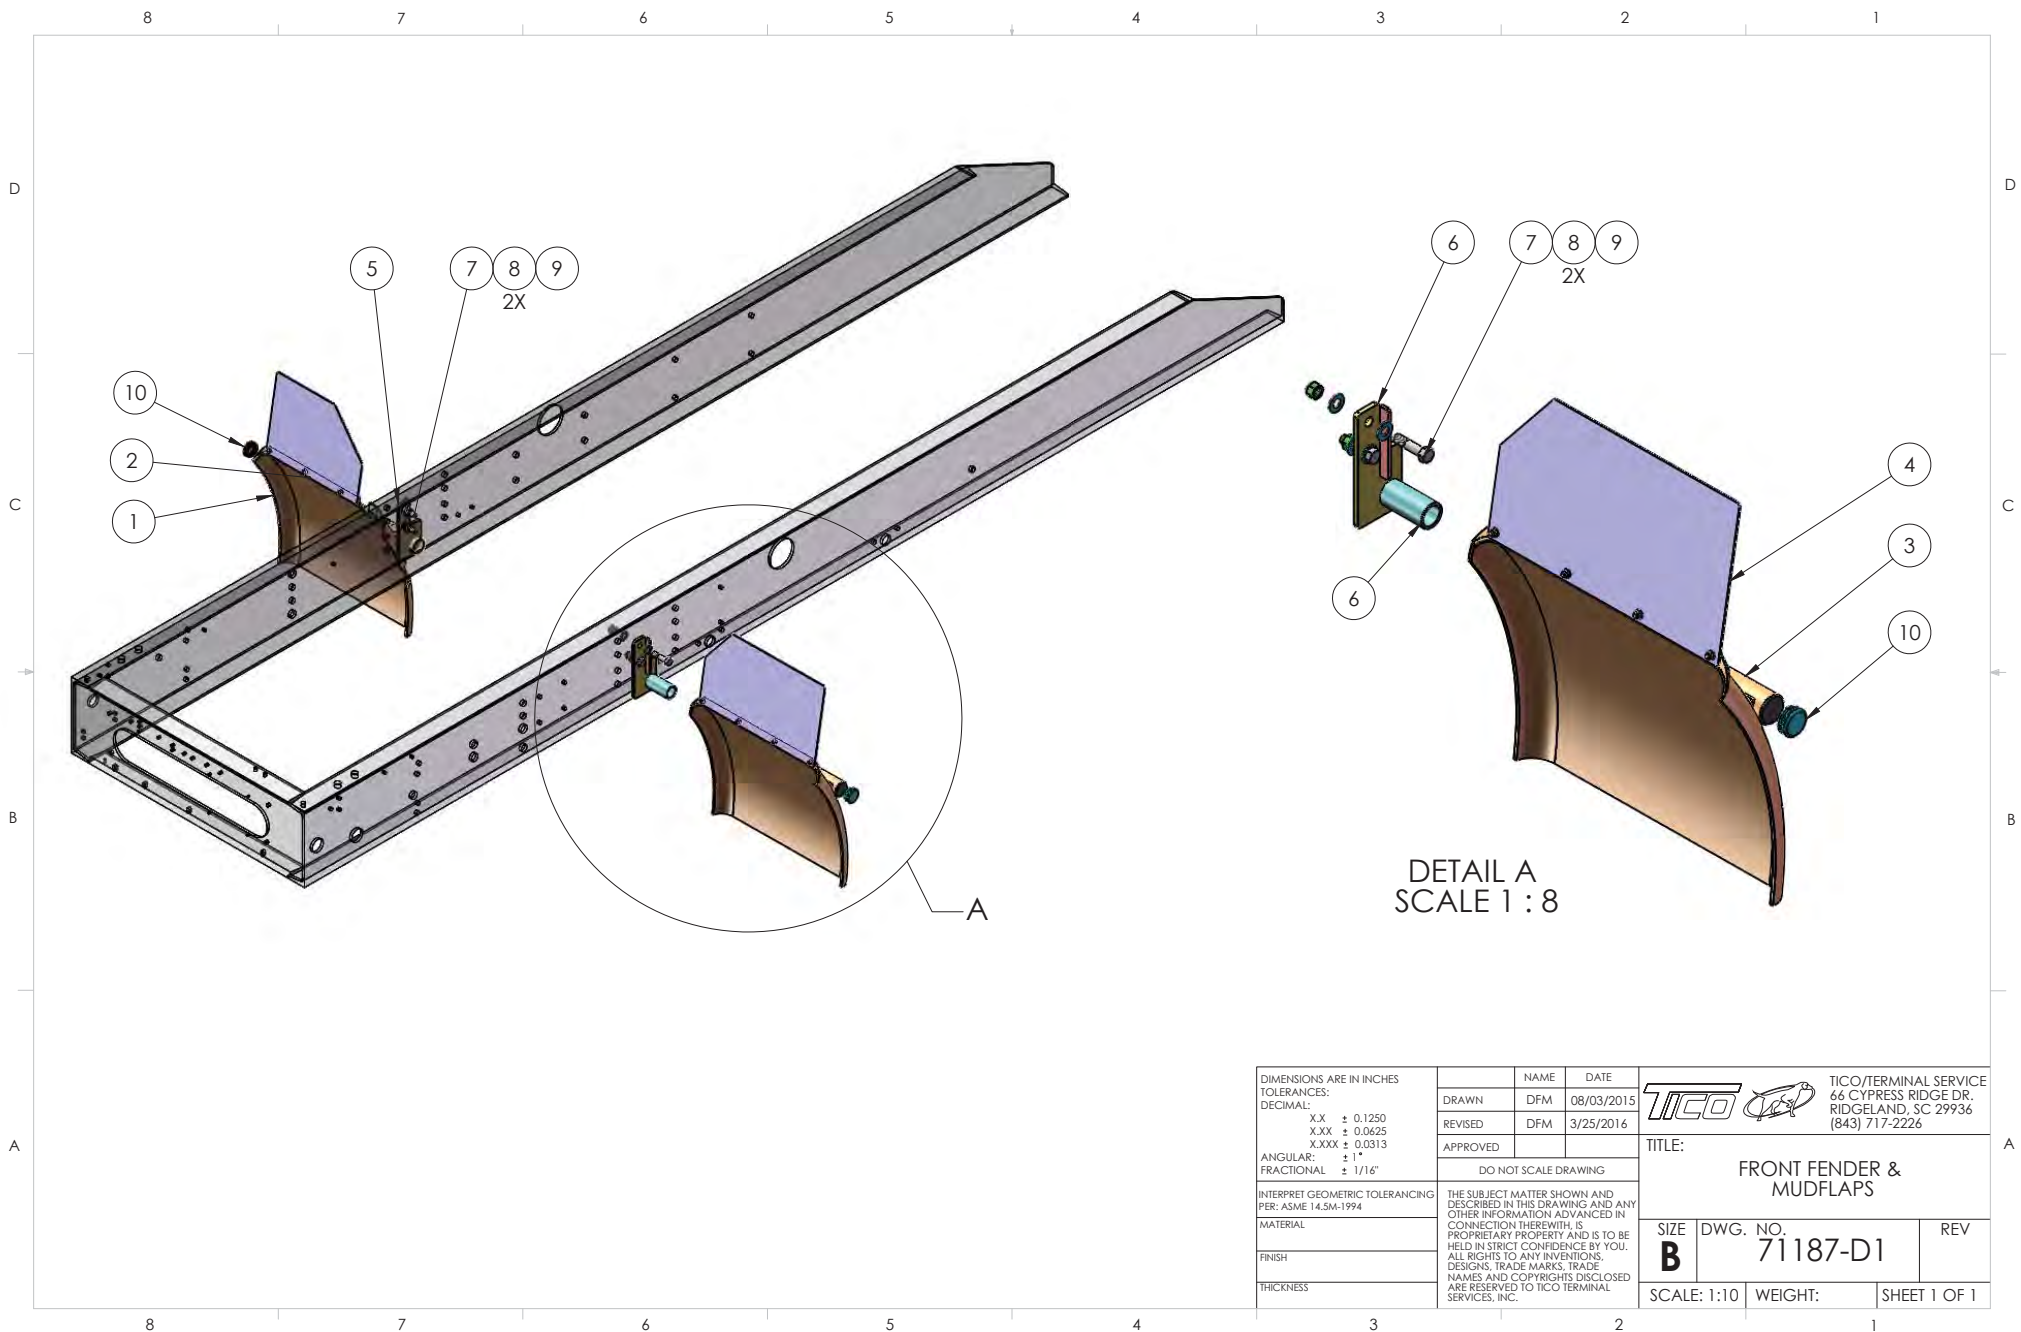 8 7 6 5 4 3 2 1
D
D
5
7 8 9
2X
6
7 8 9
2X
10
2
1
C
C
4
3
10
6
B
B
DETAIL A
SCALE 1 : 8
A
A
A
DIMENSIONS ARE IN INCHES
TOLERANCES:
DECIMAL:
X.X ± 0.1250
X.XX ± 0.0625
X.XXX ± 0.0313
ANGULAR: ± 1°
FRACTIONAL ± 1/16"
INTERPRET GEOMETRIC TOLERANCING
PER: ASME 14.5M-1994
MATERIAL
FINISH
THICKNESS
NAME DATE
DRAWN DFM 08/03/2015
REVISED DFM 3/25/2016
APPROVED
DO NOT SCALE DRAWING
THE SUBJECT MATTER SHOWN AND
DESCRIBED IN THIS DRAWING AND ANY
OTHER INFORMATION ADVANCED IN
CONNECTION THEREWITH, IS
PROPRIETARY PROPERTY AND IS TO BE
HELD IN STRICT CONFIDENCE BY YOU.
ALL RIGHTS TO ANY INVENTIONS,
DESIGNS, TRADE MARKS, TRADE
NAMES AND COPYRIGHTS DISCLOSED
ARE RESERVED TO TICO TERMINAL
SERVICES, INC.
TICO
TICO/TERMINAL SERVICE
66 CYPRESS RIDGE DR.
RIDGELAND, SC 29936
(843) 717-2226
TITLE:
FRONT FENDER &
MUDFLAPS
SIZE DWG. NO. REV
B 71187-D1
SCALE: 1:10 WEIGHT: SHEET 1 OF 1
8 7 6 5 4 3 2 1